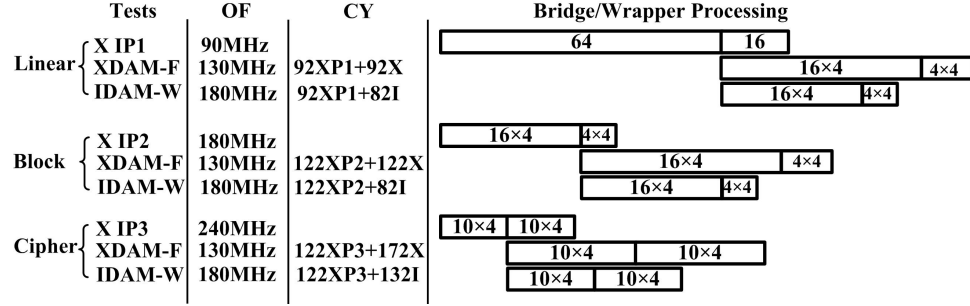 Tests OF CY Bridge/Wrapper Processing
X IP1 90MHz 64 16
Linear XDAM-F 130MHz 92XP1+92X 16×4 4×4
IDAM-W 180MHz 92XP1+82I 16×4 4×4
X IP2 180MHz 16×4 4×4
Block XDAM-F 130MHz 122XP2+122X 16×4 4×4
IDAM-W 180MHz 122XP2+82I 16×4 4×4
X IP3 240MHz 10×4 10×4
Cipher XDAM-F 130MHz 122XP3+172X 10×4 10×4
IDAM-W 180MHz 122XP3+132I 10×4 10×4